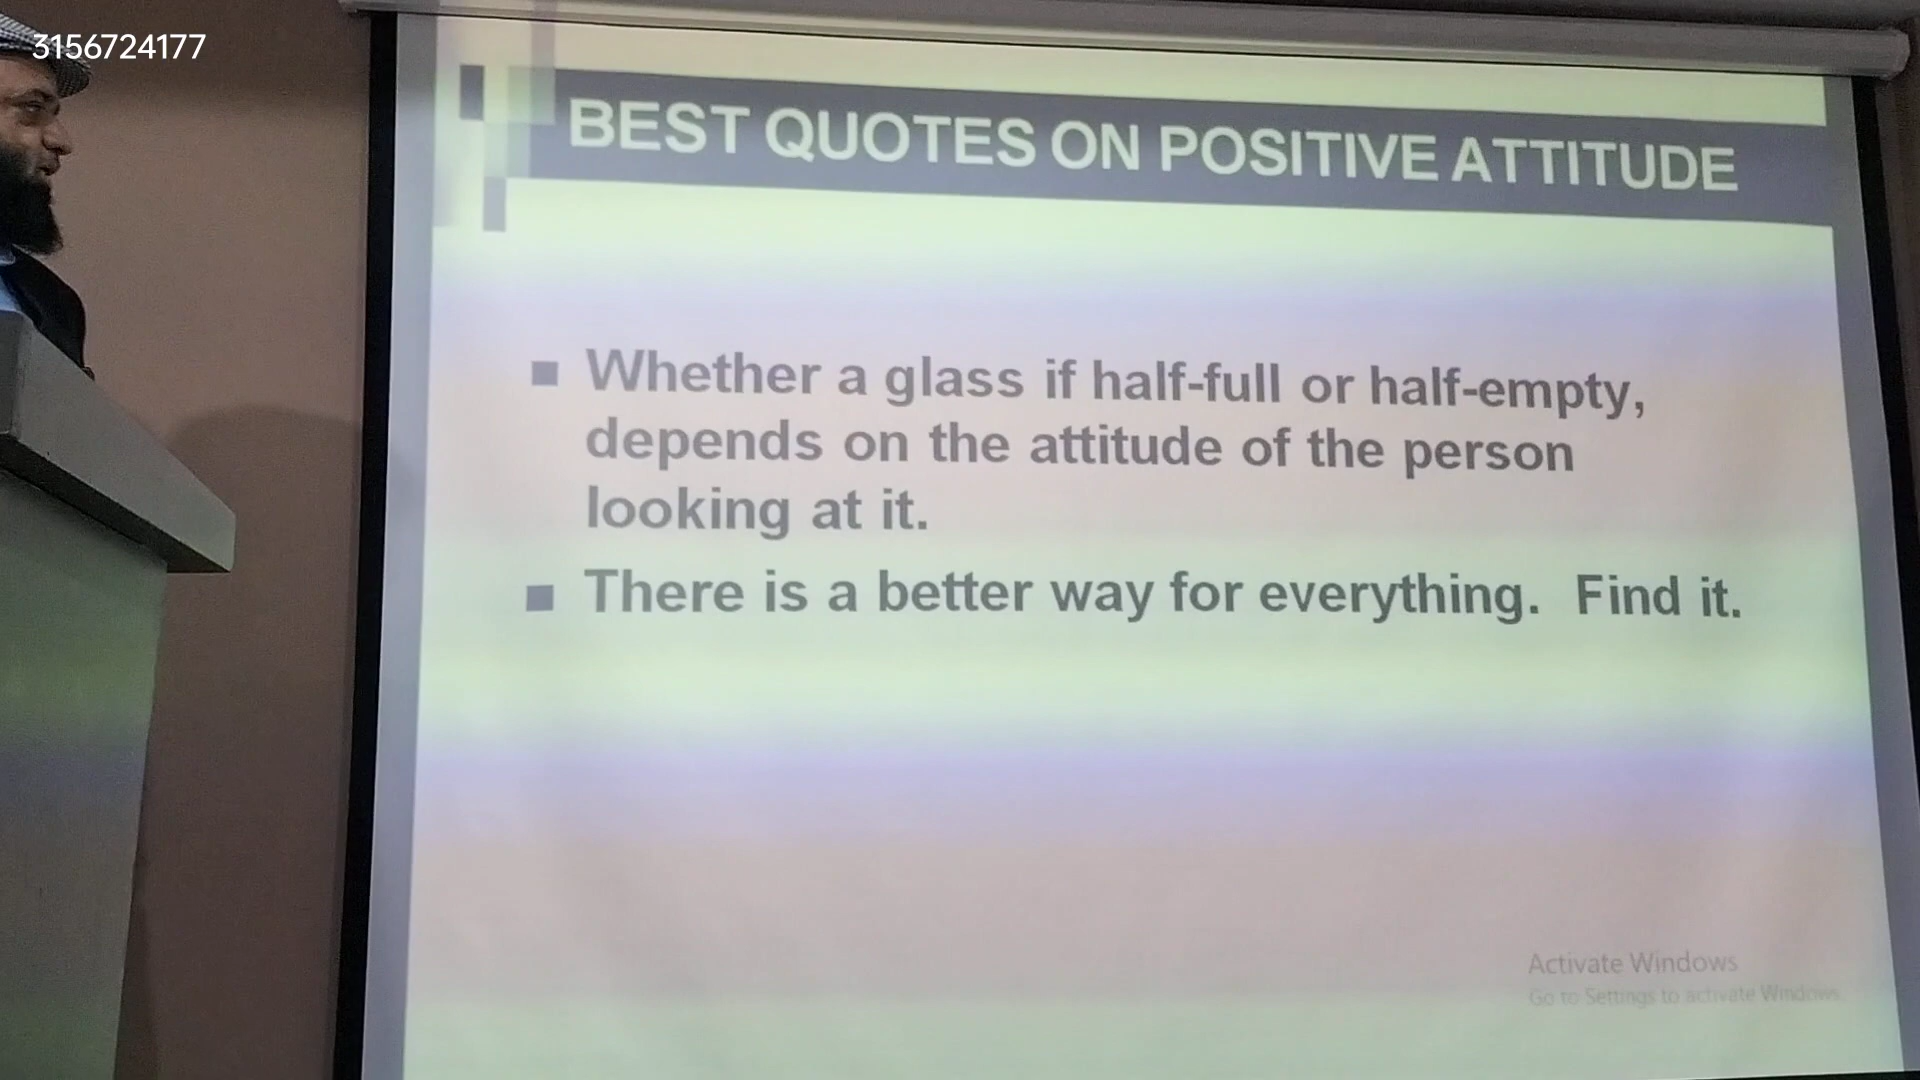 3156724177
BEST QUOTES ON POSITIVE ATTITUDE
■ Whether a glass if half-full or half-empty,
depends on the attitude of the person
looking at it.
■ There is a better way for everything. Find it.
Activate Windows
Go to Settings to activate Windows.